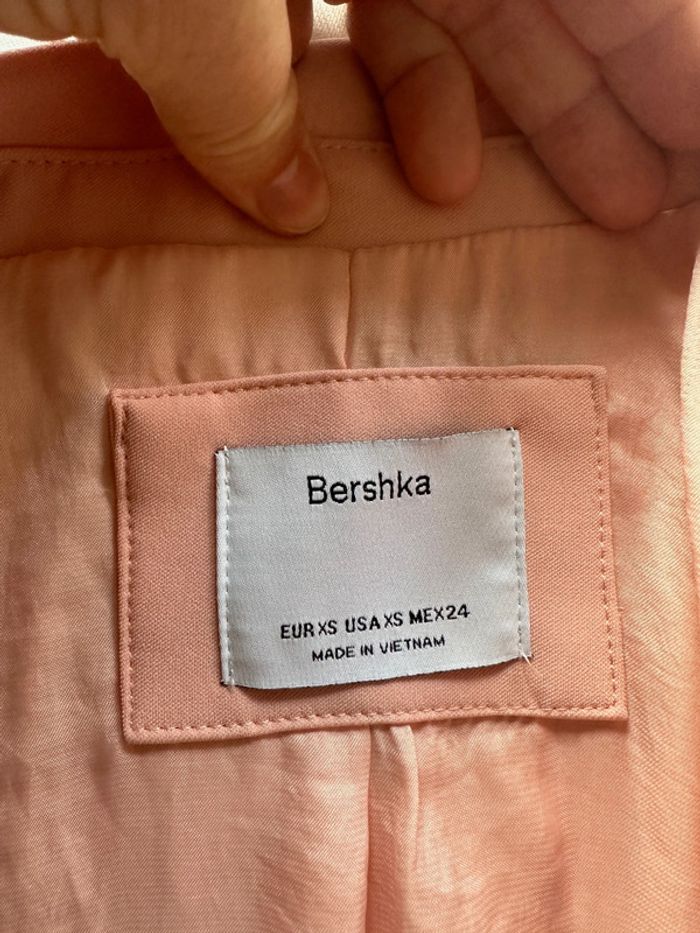 Bershka
EUR XS USA XS MEX 24
MADE IN VIETNAM